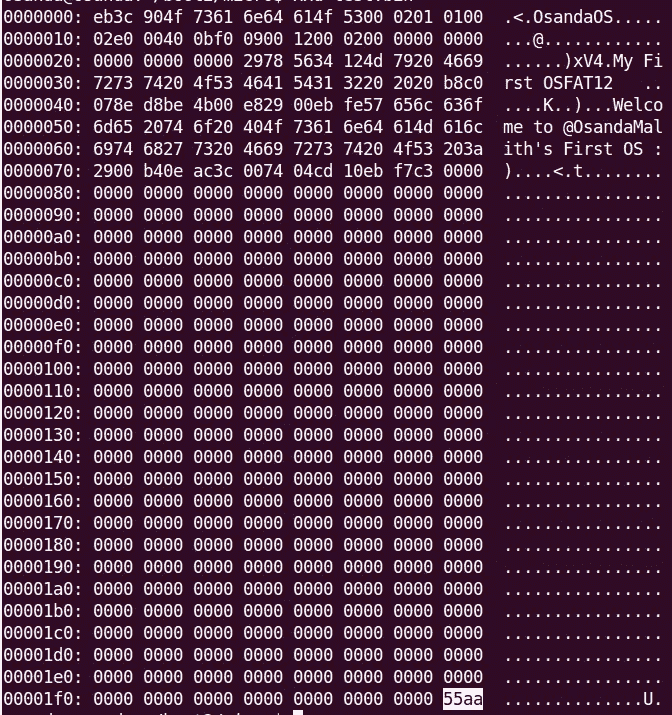 0000000: eb3c 904f 7361 6e64 614f 5300 0201 0100 .<.OsandaOS.....
0000010: 02e0 0040 0bf0 0900 1200 0200 0000 0000 ...@............
0000020: 0000 0000 0000 2978 5634 124d 7920 4669 ......)xV4.My Fi
0000030: 7273 7420 4f53 4641 5431 3220 2020 b8c0 rst OSFAT12   ..
0000040: 078e d8be 4b00 e829 00eb fe57 656c 636f ....K..)...Welco
0000050: 6d65 2074 6f20 404f 7361 6e64 614d 616c me to @OsandaMal
0000060: 6974 6827 7320 4669 7273 7420 4f53 203a ith's First OS :
0000070: 2900 b40e ac3c 0074 04cd 10eb f7c3 0000 )....<.t........
0000080: 0000 0000 0000 0000 0000 0000 0000 0000 ................
0000090: 0000 0000 0000 0000 0000 0000 0000 0000 ................
00000a0: 0000 0000 0000 0000 0000 0000 0000 0000 ................
00000b0: 0000 0000 0000 0000 0000 0000 0000 0000 ................
00000c0: 0000 0000 0000 0000 0000 0000 0000 0000 ................
00000d0: 0000 0000 0000 0000 0000 0000 0000 0000 ................
00000e0: 0000 0000 0000 0000 0000 0000 0000 0000 ................
00000f0: 0000 0000 0000 0000 0000 0000 0000 0000 ................
0000100: 0000 0000 0000 0000 0000 0000 0000 0000 ................
0000110: 0000 0000 0000 0000 0000 0000 0000 0000 ................
0000120: 0000 0000 0000 0000 0000 0000 0000 0000 ................
0000130: 0000 0000 0000 0000 0000 0000 0000 0000 ................
0000140: 0000 0000 0000 0000 0000 0000 0000 0000 ................
0000150: 0000 0000 0000 0000 0000 0000 0000 0000 ................
0000160: 0000 0000 0000 0000 0000 0000 0000 0000 ................
0000170: 0000 0000 0000 0000 0000 0000 0000 0000 ................
0000180: 0000 0000 0000 0000 0000 0000 0000 0000 ................
0000190: 0000 0000 0000 0000 0000 0000 0000 0000 ................
00001a0: 0000 0000 0000 0000 0000 0000 0000 0000 ................
00001b0: 0000 0000 0000 0000 0000 0000 0000 0000 ................
00001c0: 0000 0000 0000 0000 0000 0000 0000 0000 ................
00001d0: 0000 0000 0000 0000 0000 0000 0000 0000 ................
00001e0: 0000 0000 0000 0000 0000 0000 0000 0000 ................
00001f0: 0000 0000 0000 0000 0000 0000 0000 55aa ..............U.